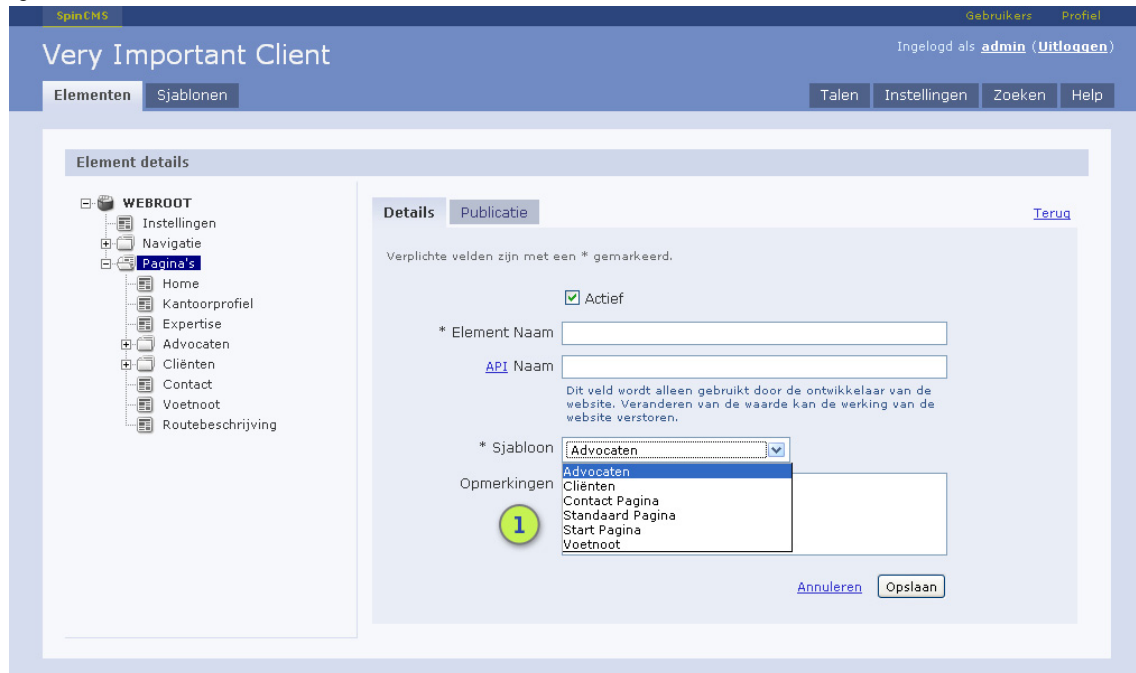 SpinCMS
Gebruikers Profiel
Very Important Client
Ingelogd als admin (Uitloggen)
Elementen Sjablonen
Talen Instellingen Zoeken Help
Element details
WEBROOT
Instellingen
Navigatie
Pagina's
Home
Kantoorprofiel
Expertise
Advocaten
Cliënten
Contact
Voetnoot
Routebeschrijving
Details Publicatie
Terug
Verplichte velden zijn met een * gemarkeerd.
Actief
* Element Naam
API Naam
Dit veld wordt alleen gebruikt door de ontwikkelaar van de
website. Veranderen van de waarde kan de werking van de
website verstoren.
* Sjabloon Advocaten
Advocaten
Opmerkingen
Cliënten
Contact Pagina
Standaard Pagina
Start Pagina
Voetnoot
1
Annuleren Opslaan